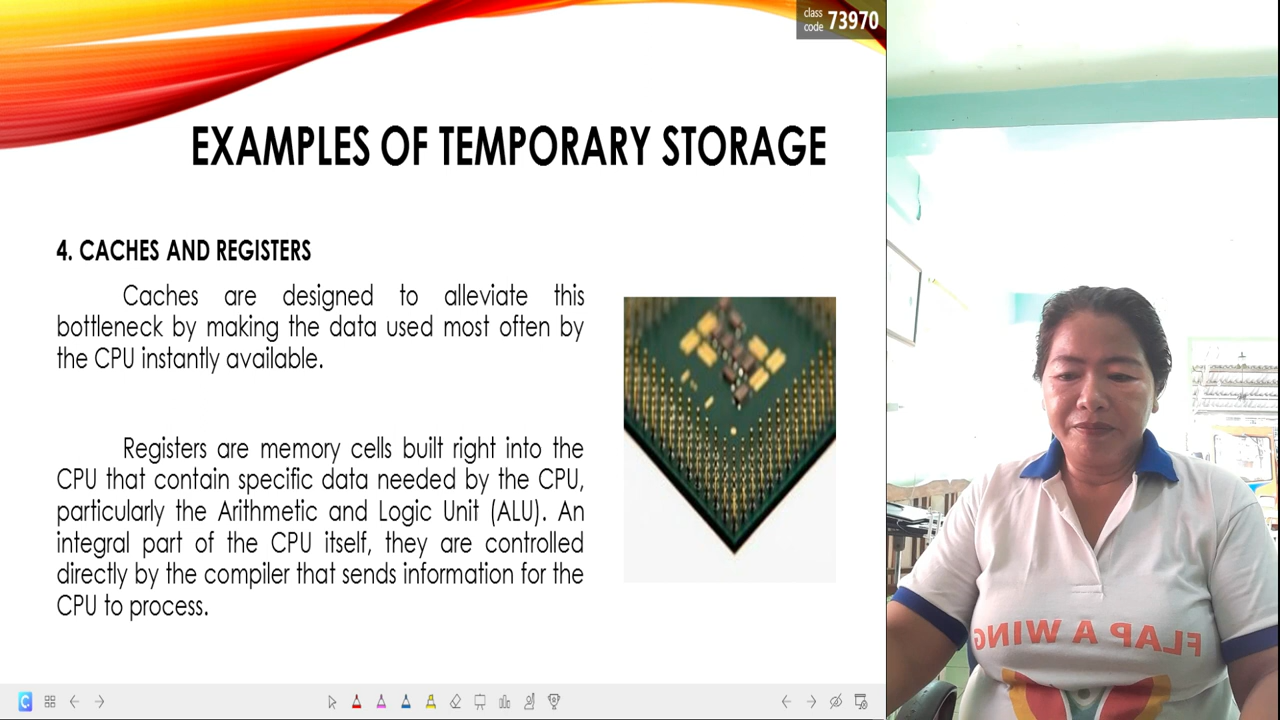 class
code 73970
EXAMPLES OF TEMPORARY STORAGE
4. CACHES AND REGISTERS
Caches are designed to alleviate this
bottleneck by making the data used most often by
the CPU instantly available.
Registers are memory cells built right into the
CPU that contain specific data needed by the CPU,
particularly the Arithmetic and Logic Unit (ALU). An
integral part of the CPU itself, they are controlled
directly by the compiler that sends information for the
CPU to process.
FLAP A WING